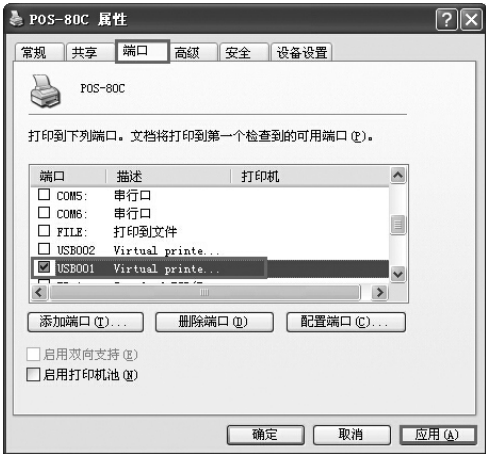 POS-80C 属性
常规 共享 端口 高级 安全 设备设置
POS-80C
打印到下列端口。文档将打印到第一个检查到的可用端口(P)。
端口 描述 打印机
COM5: 串行口
COM6: 串行口
FILE: 打印到文件
USB002 Virtual printe...
USB001 Virtual printe...
添加端口(T)... 删除端口(D) 配置端口(C)...
启用双向支持(E)
启用打印机池(N)
确定 取消 应用(A)